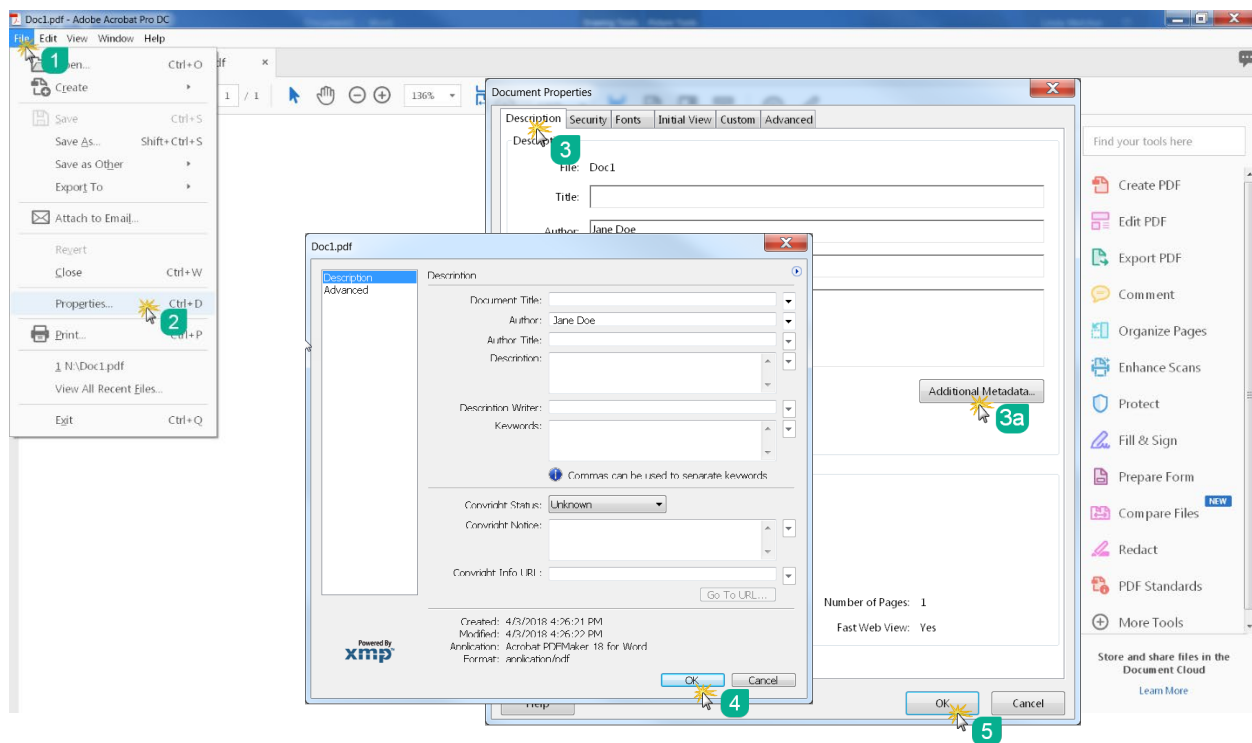 Doc1.pdf - Adobe Acrobat Pro DC
File Edit View Window Help
1
Ctrl+O
Create
Save Ctrl+S
Save As... Shift+Ctrl+S
Save as Other
Export To
Attach to Email...
Revert
Close Ctrl+W
Properties... Ctrl+D
2
Print... Ctrl+P
1 N:\Doc1.pdf
View All Recent Files...
Exit Ctrl+Q
df ×
1 / 1 136%
Document Properties
Description Security Fonts Initial View Custom Advanced
3
File: Doc1
Title:
Author: Jane Doe
Additional Metadata...
3a
Number of Pages: 1
Fast Web View: Yes
Help OK Cancel
5
Doc1.pdf
Description
Advanced
Description
Document Title:
Author: Jane Doe
Author Title:
Description:
Description Writer:
Keywords:
Commas can be used to separate keywords
Copyright Status: Unknown
Copyright Notice:
Copyright Info URL:
Go To URL...
Created: 4/3/2018 4:26:21 PM
Modified: 4/3/2018 4:26:22 PM
Application: Acrobat PDFMaker 18 for Word
Format: application/pdf
Powered By
xmp
OK Cancel
4
Find your tools here
Create PDF
Edit PDF
Export PDF
Comment
Organize Pages
Enhance Scans
Protect
Fill & Sign
Prepare Form
NEW
Compare Files
Redact
PDF Standards
More Tools
Store and share files in the
Document Cloud
Learn More